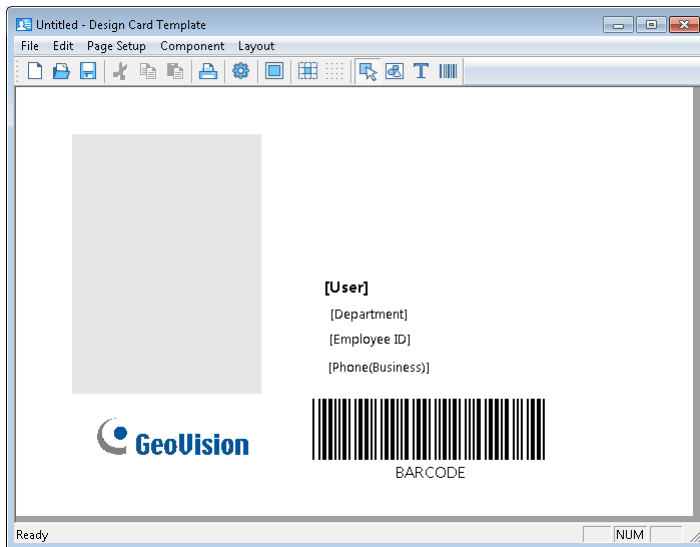 Untitled - Design Card Template
File Edit Page Setup Component Layout
T
[User]
[Department]
[Employee ID]
[Phone(Business)]
GeoVision
BARCODE
Ready NUM